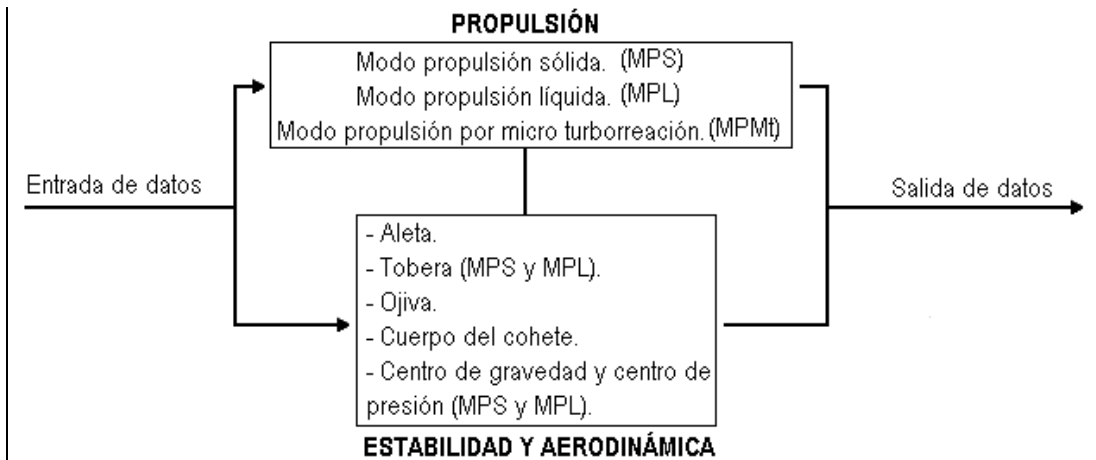 PROPULSIÓN
Modo propulsión sólida. (MPS)
Modo propulsión líquida. (MPL)
Modo propulsión por micro turborreación. (MPMt)
Entrada de datos
Salida de datos
- Aleta.
- Tobera (MPS y MPL).
- Ojiva.
- Cuerpo del cohete.
- Centro de gravedad y centro de
presión (MPS y MPL).
ESTABILIDAD Y AERODINÁMICA